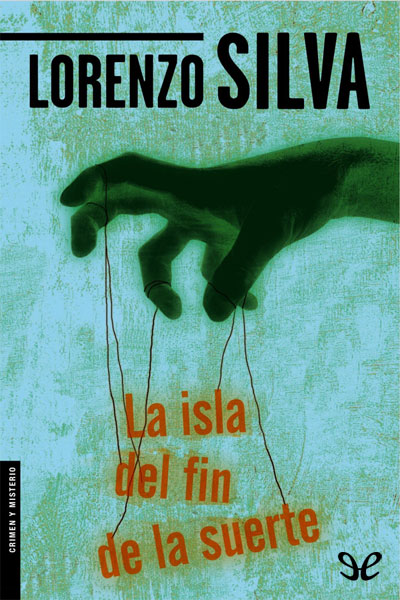 LORENZO SILVA
La isla
del fin
de la suerte
CRIMEN Y MISTERIO